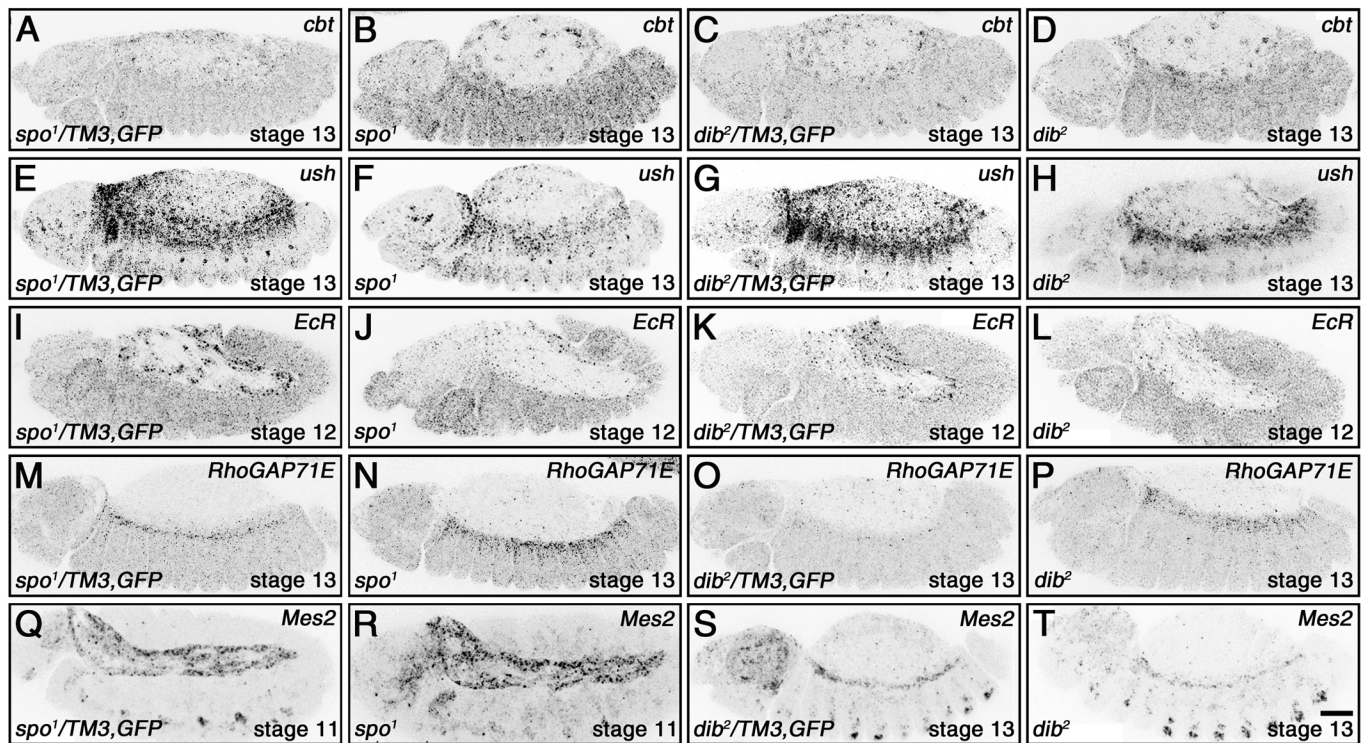 A cbt spo¹/TM3,GFP stage 13
B cbt spo¹ stage 13
C cbt dib²/TM3,GFP stage 13
D cbt dib² stage 13
E ush spo¹/TM3,GFP stage 13
F ush spo¹ stage 13
G ush dib²/TM3,GFP stage 13
H ush dib² stage 13
I EcR spo¹/TM3,GFP stage 12
J EcR spo¹ stage 12
K EcR dib²/TM3,GFP stage 12
L EcR dib² stage 12
M RhoGAP71E spo¹/TM3,GFP stage 13
N RhoGAP71E spo¹ stage 13
O RhoGAP71E dib²/TM3,GFP stage 13
P RhoGAP71E dib² stage 13
Q Mes2 spo¹/TM3,GFP stage 11
R Mes2 spo¹ stage 11
S Mes2 dib²/TM3,GFP stage 13
T Mes2 dib² stage 13